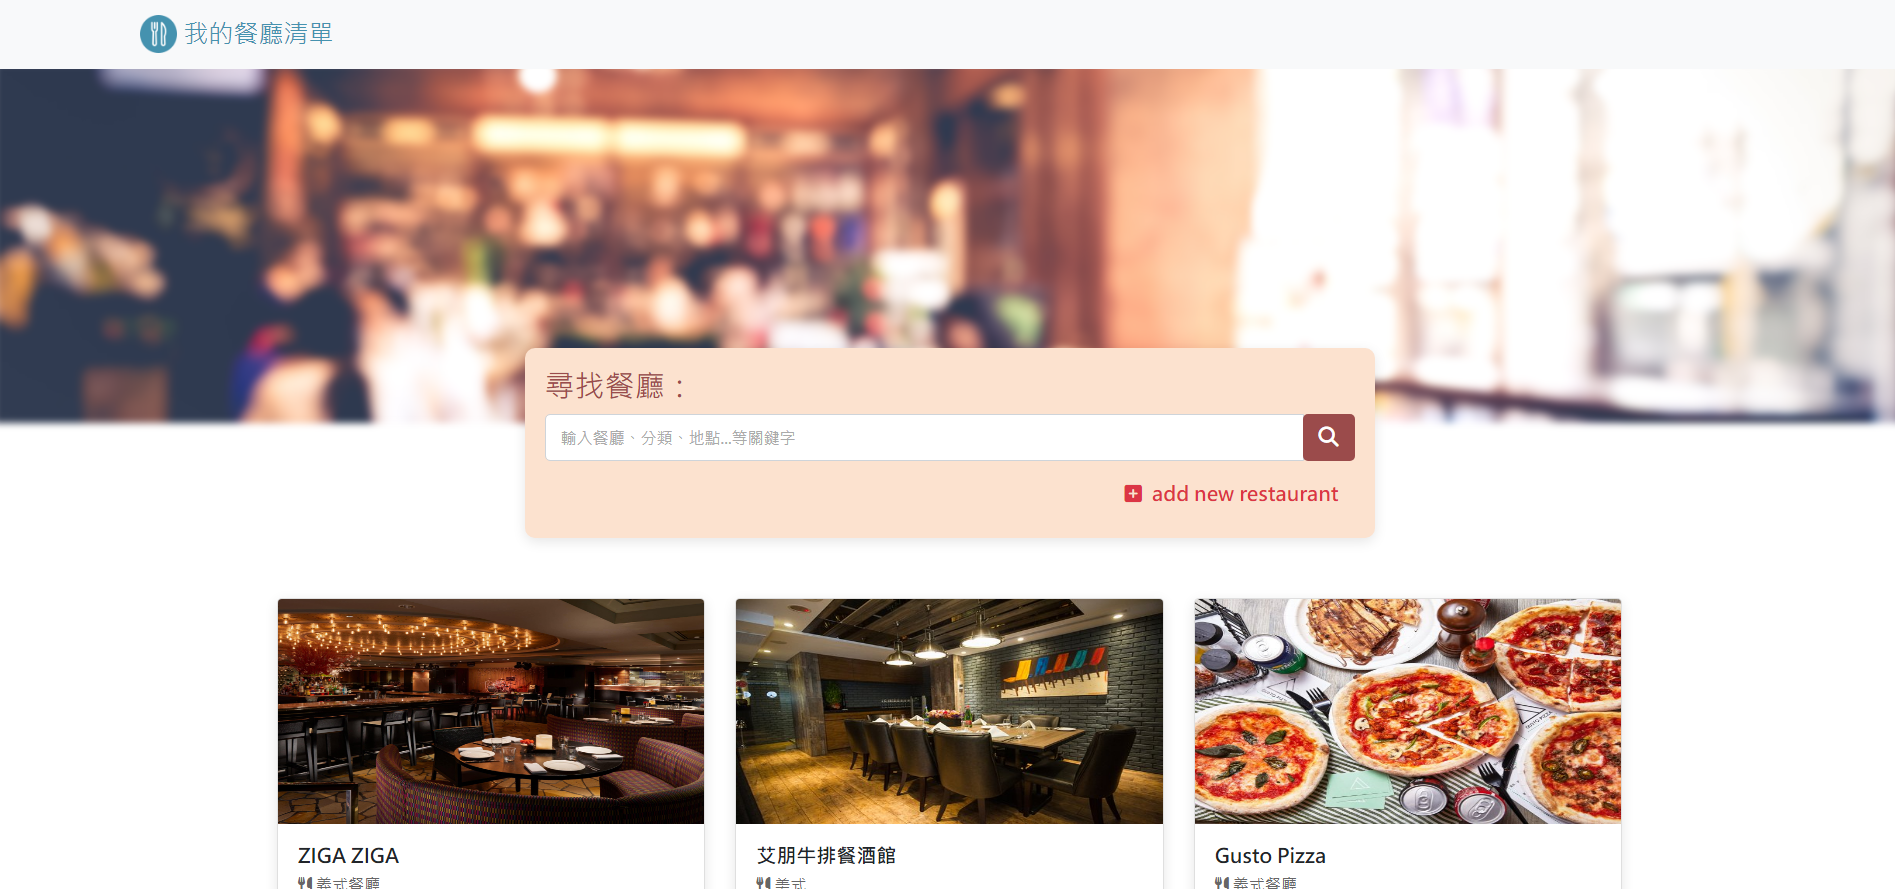 我的餐廳清單
尋找餐廳：
輸入餐廳、分類、地點...等關鍵字
add new restaurant
ZIGA ZIGA
義式餐廳
艾朋牛排餐酒館
美式
Gusto Pizza
義式餐廳